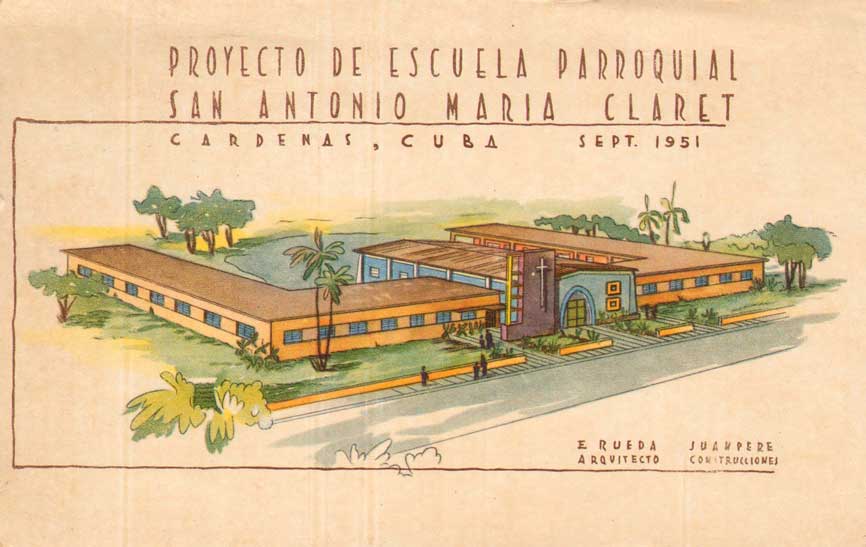 PROYECTO DE ESCUELA PARROQUIAL
SAN ANTONIO MARIA CLARET
CARDENAS, CUBA SEPT. 1951
E RUEDA JUANPERE
ARQUITECTO CONSTRUCCIONES